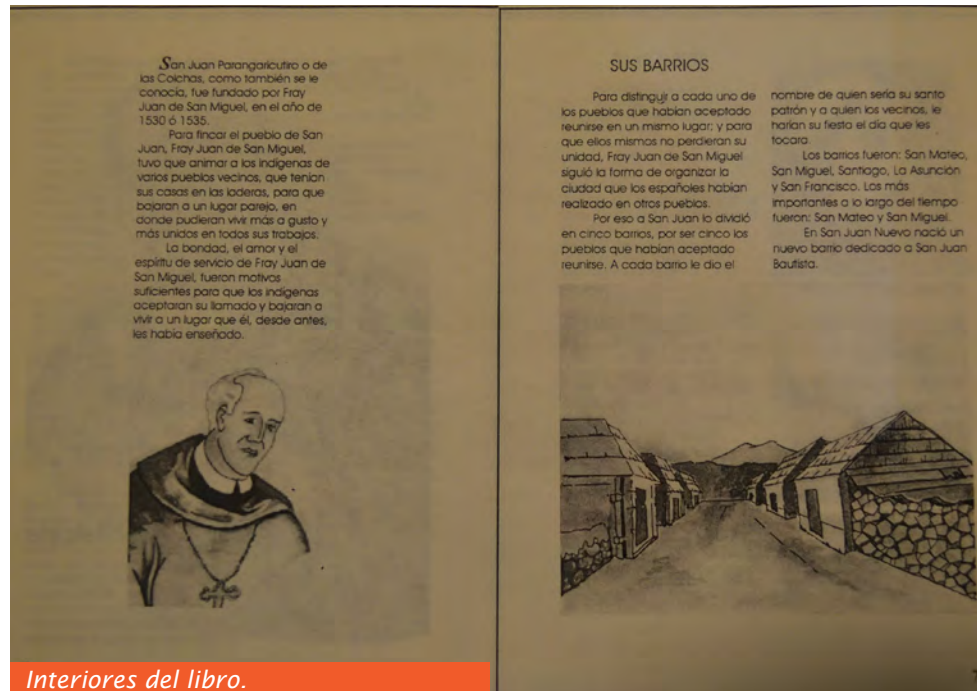 San Juan Parangaricutiro o de
las Colchas, como también se le
conocía, fue fundado por Fray
Juan de San Miguel, en el año de
1530 ó 1535.
Para fincar el pueblo de San
Juan, Fray Juan de San Miguel,
tuvo que animar a los indígenas de
varios pueblos vecinos, que tenían
sus casas en las laderas, para que
bajaran a un lugar parejo, en
donde pudieran vivir más a gusto y
más unidos en todos sus trabajos.
La bondad, el amor y el
espíritu de servicio de Fray Juan de
San Miguel, fueron motivos
suficientes para que los indígenas
aceptaran su llamado y bajaran a
vivir a un lugar que él, desde antes,
les había enseñado.
SUS BARRIOS
Para distinguir a cada uno de
los pueblos que habían aceptado
reunirse en un mismo lugar; y para
que ellos mismos no perdieran su
unidad, Fray Juan de San Miguel
siguió la forma de organizar la
ciudad que los españoles habían
realizado en otros pueblos.
Por eso a San Juan lo dividió
en cinco barrios, por ser cinco los
pueblos que habían aceptado
reunirse. A cada barrio le dio el
nombre de quien sería su santo
patrón y a quien los vecinos, le
harían su fiesta el día que les
tocara.
Los barrios fueron: San Mateo,
San Miguel, Santiago, La Asunción
y San Francisco. Los más
importantes a lo largo del tiempo
fueron: San Mateo y San Miguel.
En San Juan Nuevo nació un
nuevo barrio dedicado a San Juan
Bautista.
Interiores del libro.